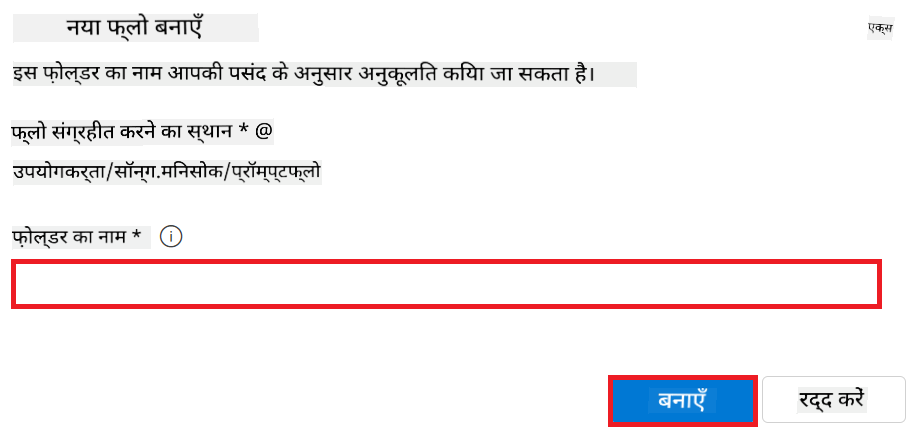 नया फ्लो बनाएँ
एक्स
इस फ़ोल्डर का नाम आपकी पसंद के अनुसार अनुकूलति कयिा जा सकता है।
फ्लो संग्रहीत करने का स्थान * @
उपयोगकर्ता/सॉन्ग.मनिसोक/प्रॉम्प्टफ्लो
फ़ोल्डर का नाम * i
बनाएँ
रद्द करें